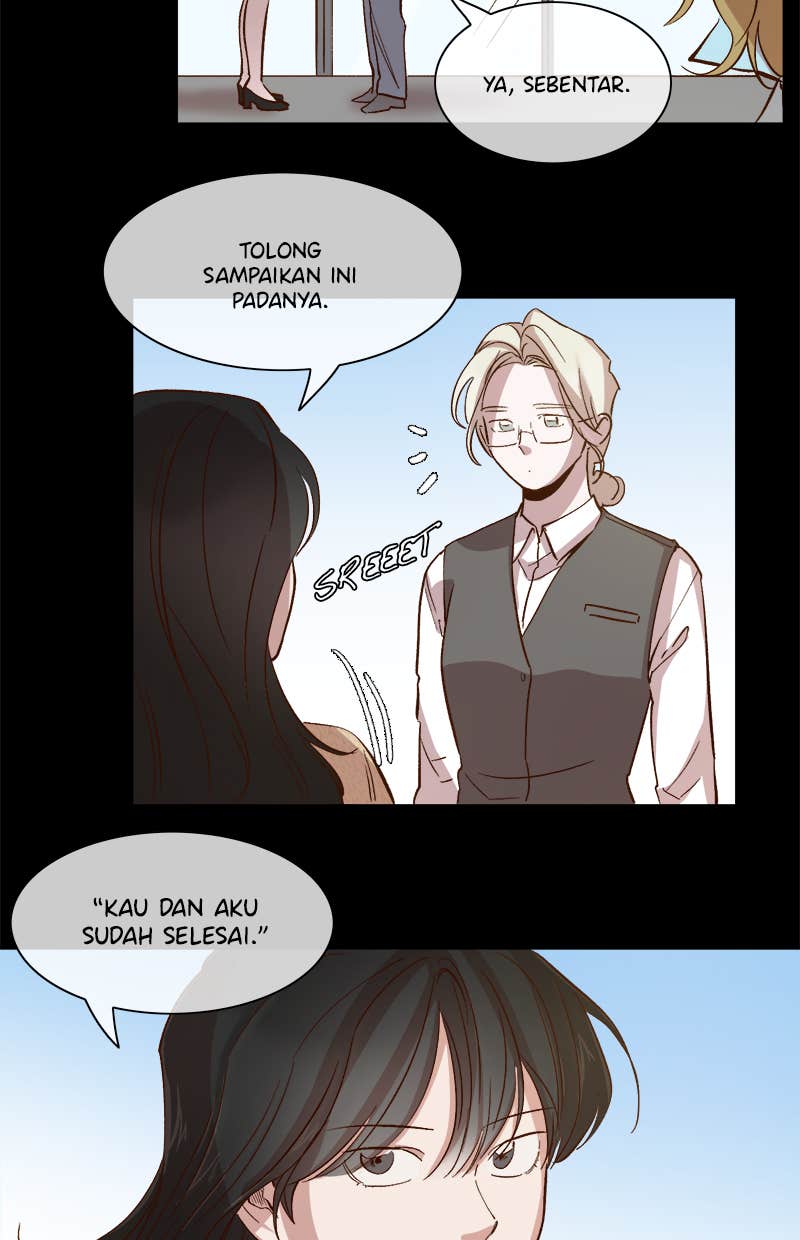 YA, SEBENTAR.
TOLONG
SAMPAIKAN INI
PADANYA.
SREEET
“KAU DAN AKU
SUDAH SELESAI.”